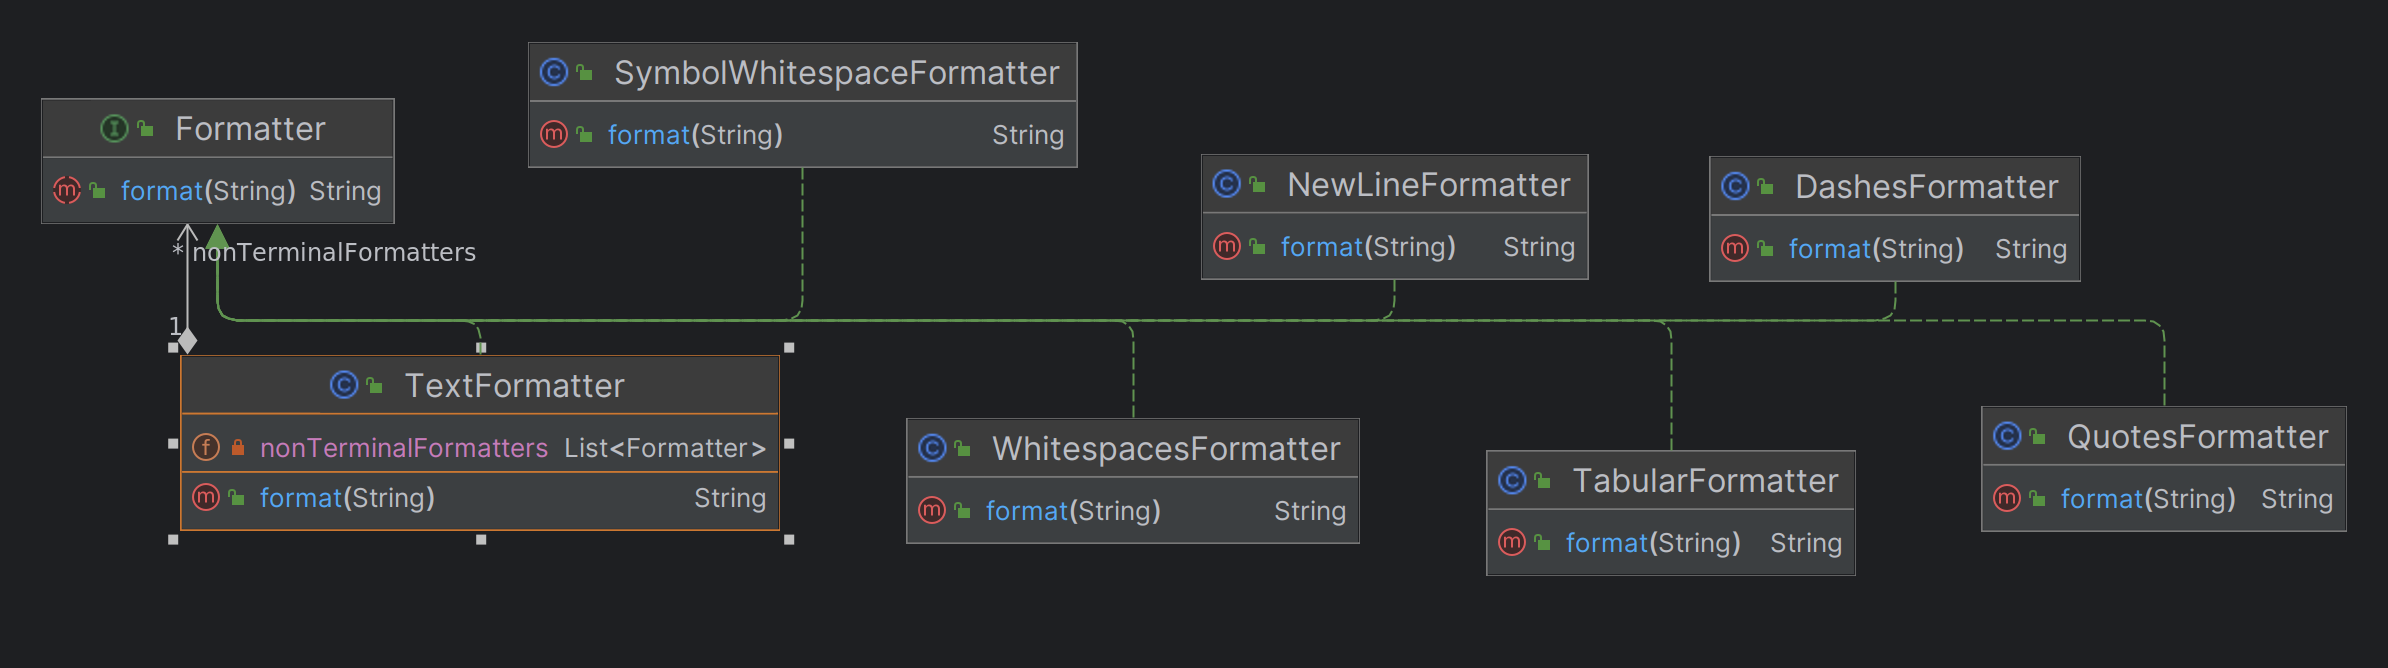 Formatter
format(String) String
SymbolWhitespaceFormatter
format(String) String
NewLineFormatter
format(String) String
DashesFormatter
format(String) String
* nonTerminalFormatters
1
TextFormatter
nonTerminalFormatters List<Formatter>
format(String) String
WhitespacesFormatter
format(String) String
TabularFormatter
format(String) String
QuotesFormatter
format(String) String